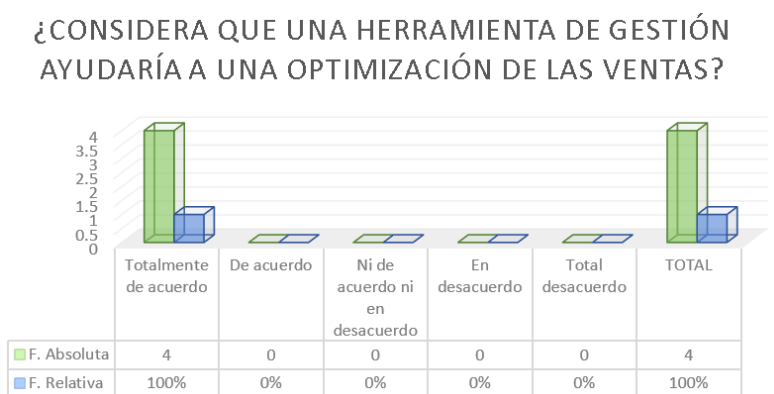 ¿CONSIDERA QUE UNA HERRAMIENTA DE GESTIÓN
AYUDARÍA A UNA OPTIMIZACIÓN DE LAS VENTAS?
4
3.5
3
2.5
2
1.5
1
0.5
0
Totalmente
de acuerdo
De acuerdo
Ni de
acuerdo ni
en
desacuerdo
En
desacuerdo
Total
desacuerdo
TOTAL
F. Absoluta 4 0 0 0 0 4
F. Relativa 100% 0% 0% 0% 0% 100%